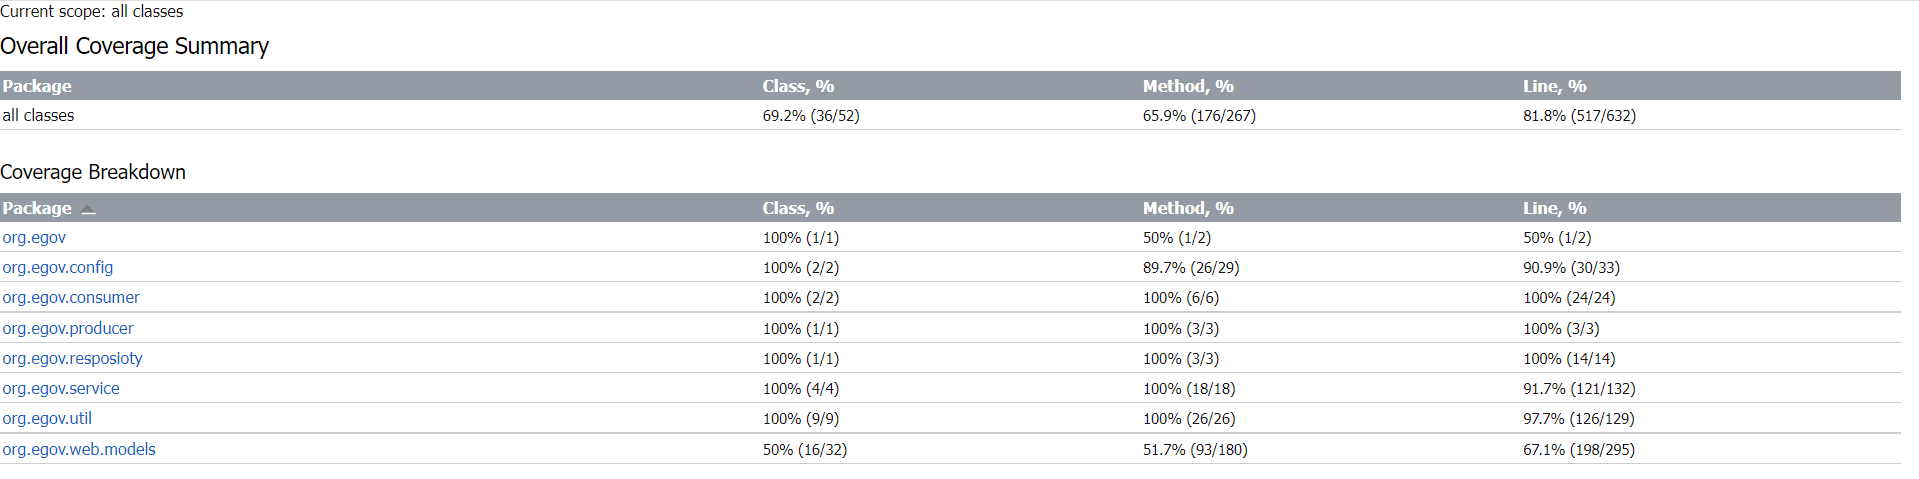 Current scope: all classes
Overall Coverage Summary
Package Class, % Method, % Line, %
all classes 69.2% (36/52) 65.9% (176/267) 81.8% (517/632)
Coverage Breakdown
Package Class, % Method, % Line, %
org.egov 100% (1/1) 50% (1/2) 50% (1/2)
org.egov.config 100% (2/2) 89.7% (26/29) 90.9% (30/33)
org.egov.consumer 100% (2/2) 100% (6/6) 100% (24/24)
org.egov.producer 100% (1/1) 100% (3/3) 100% (3/3)
org.egov.resposioty 100% (1/1) 100% (3/3) 100% (14/14)
org.egov.service 100% (4/4) 100% (18/18) 91.7% (121/132)
org.egov.util 100% (9/9) 100% (26/26) 97.7% (126/129)
org.egov.web.models 50% (16/32) 51.7% (93/180) 67.1% (198/295)